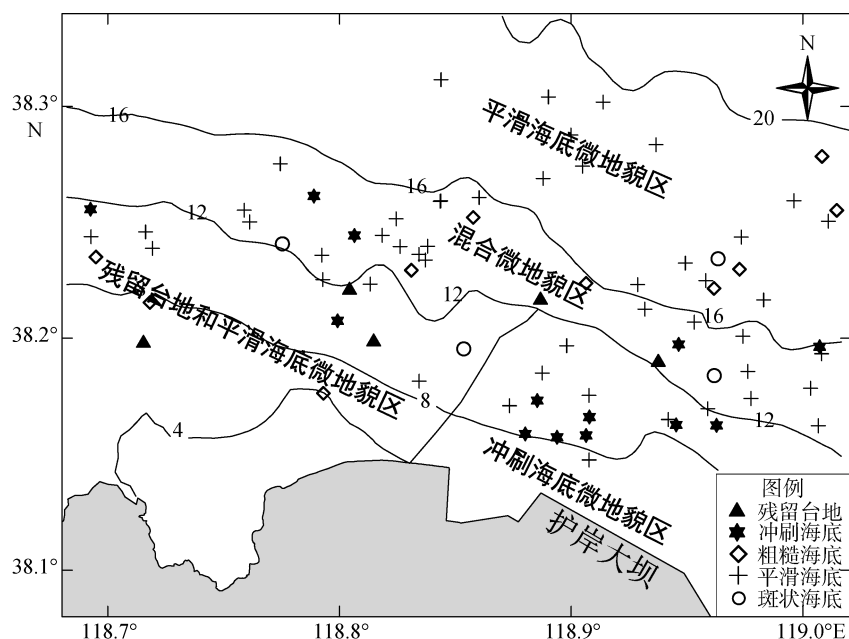 N
38.3°
N
16
20
平滑海底微地貌区
16
12
混合微地貌区
12
残留台地和平滑海底微地貌区
38.2°
16
8
12
4
冲刷海底微地貌区
护岸大坝
38.1°
图例
残留台地
冲刷海底
粗糙海底
平滑海底
斑状海底
118.7°
118.8°
118.9°
119.0°E